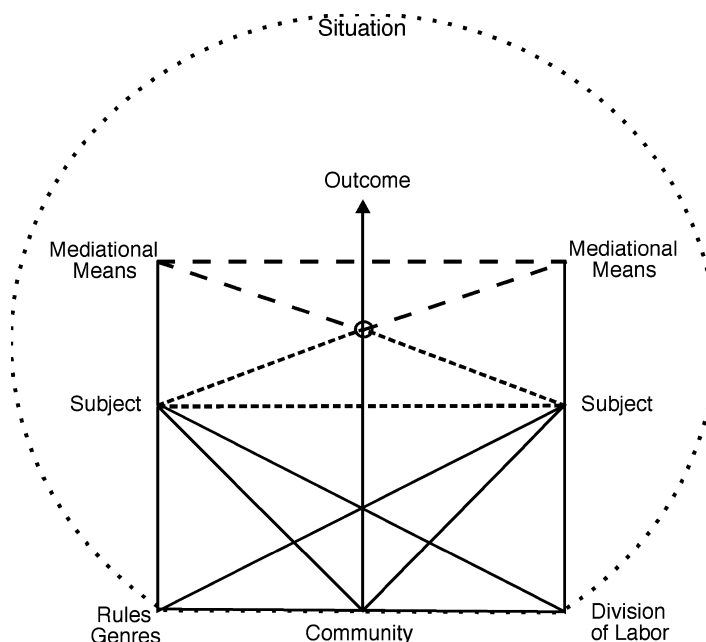 Situation
Outcome
Mediational
Means
Mediational
Means
Subject
Subject
Rules
Genres
Community
Division
of Labor